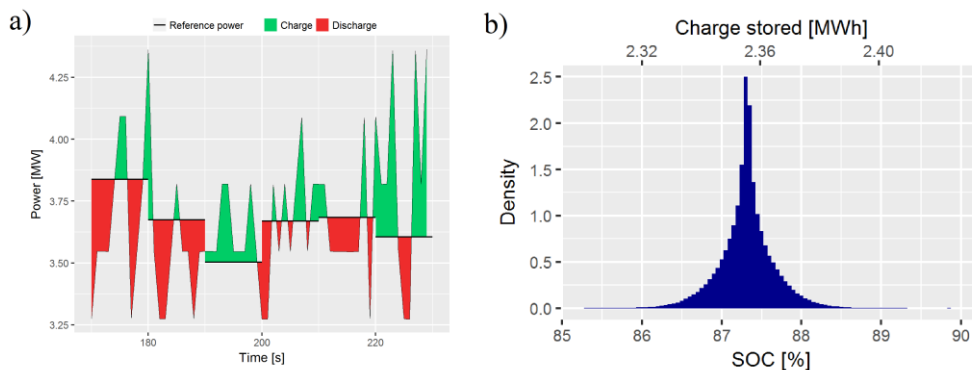 a)
Reference power Charge Discharge
4.25
4.00
3.75
3.50
3.25
Power [MW]
180 200 220
Time [s]
b)
Charge stored [MWh]
2.32 2.36 2.40
2.5
2.0
1.5
1.0
0.5
0.0
Density
85 86 87 88 89 90
SOC [%]